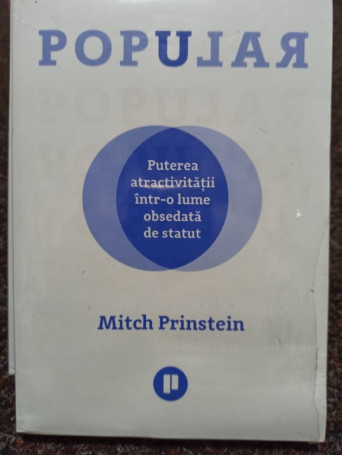 POPULAR
Puterea
atractivității
într-o lume
obsedată
de statut
Mitch Prinstein
p